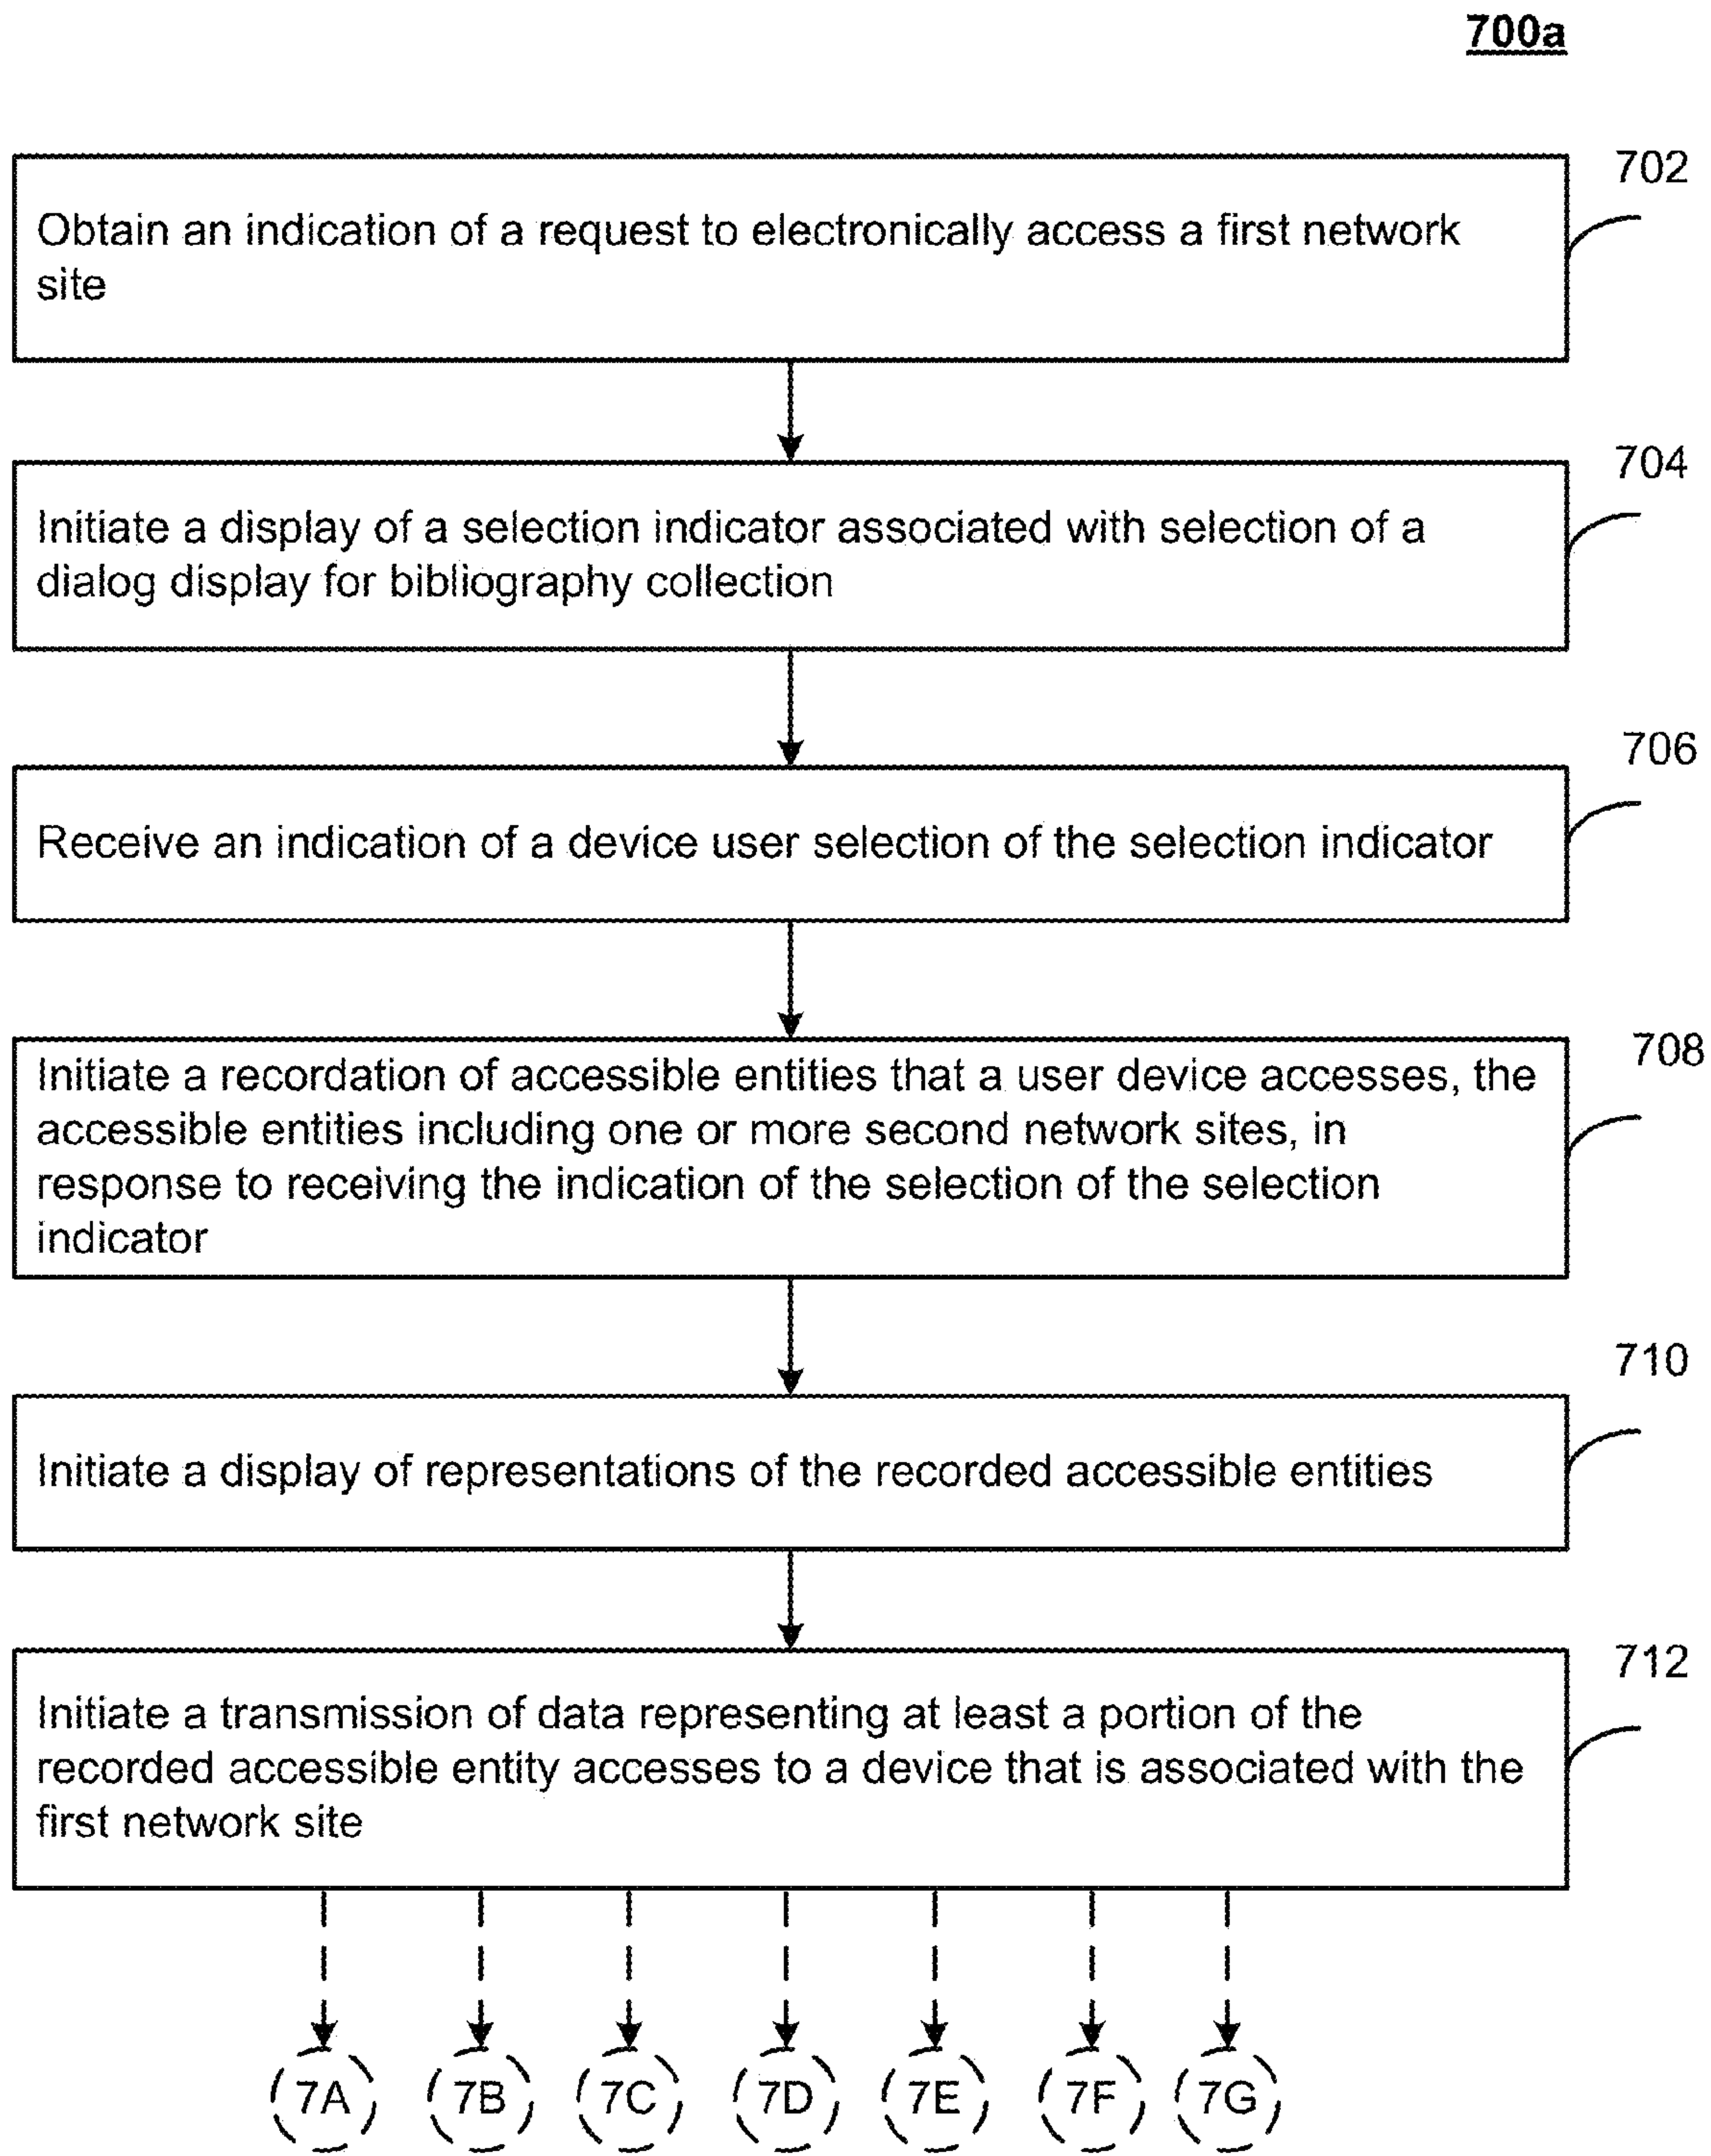 700a
702
Obtain an indication of a request to electronically access a first network
site
704
Initiate a display of a selection indicator associated with selection of a
dialog display for bibliography collection
706
Receive an indication of a device user selection of the selection indicator
708
Initiate a recordation of accessible entities that a user device accesses, the
accessible entities including one or more second network sites, in
response to receiving the indication of the selection of the selection
indicator
710
Initiate a display of representations of the recorded accessible entities
712
Initiate a transmission of data representing at least a portion of the
recorded accessible entity accesses to a device that is associated with the
first network site
7A 7B 7C 7D 7E 7F 7G